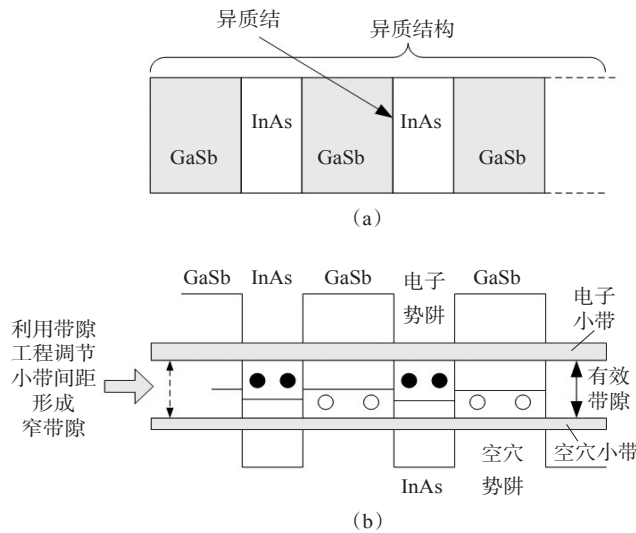 异质结
异质结构
InAs
InAs
GaSb
GaSb
GaSb
(a)
GaSb
InAs
GaSb
电子
势阱
GaSb
电子
小带
利用带隙
工程调节
小带间距
形成
窄带隙
有效
带隙
空穴
势阱
空穴小带
InAs
(b)